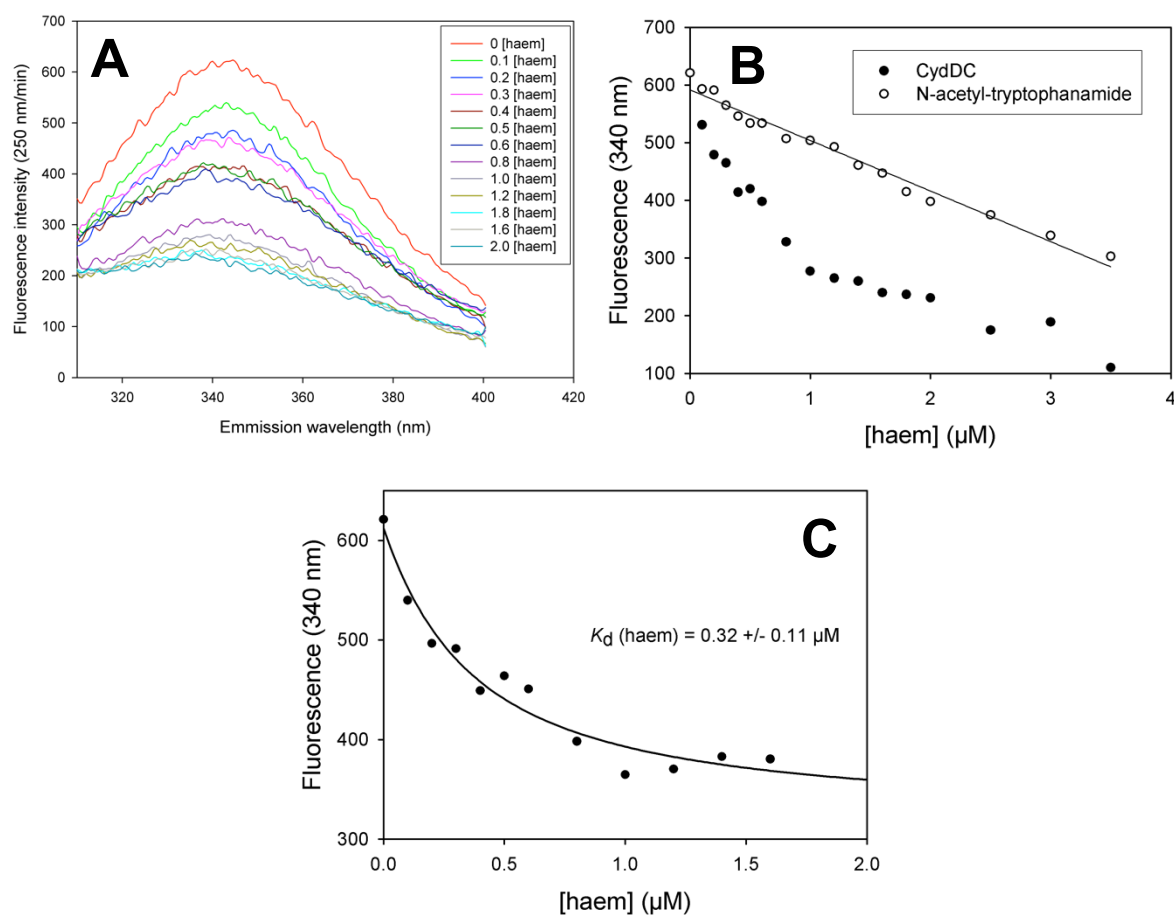 A
Fluorescence intensity (250 nm/min)
700
600
500
400
300
200
100
0
320
340
360
380
400
420
Emmission wavelength (nm)
0 [haem]
0.1 [haem]
0.2 [haem]
0.3 [haem]
0.4 [haem]
0.5 [haem]
0.6 [haem]
0.8 [haem]
1.0 [haem]
1.2 [haem]
1.8 [haem]
1.6 [haem]
2.0 [haem]
B
Fluorescence (340 nm)
700
600
500
400
300
200
100
0
1
2
3
4
[haem] (µM)
CydDC
N-acetyl-tryptophanamide
C
Fluorescence (340 nm)
600
500
400
300
0.0
0.5
1.0
1.5
2.0
[haem] (µM)
Kd (haem) = 0.32 +/- 0.11 µM